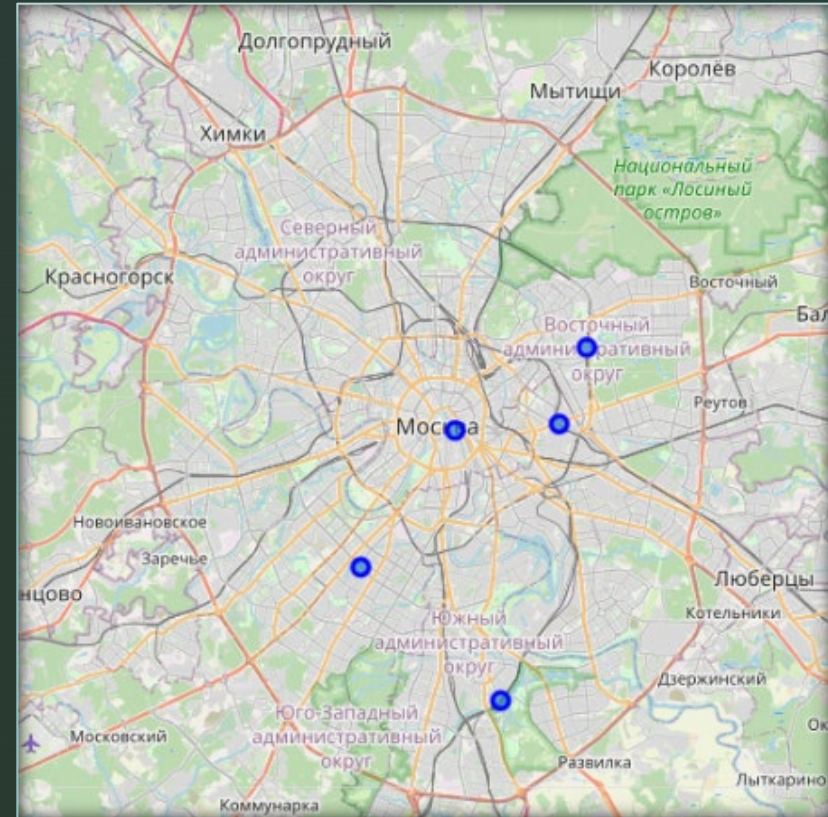 Долгопрудный
Королёв
Мытищи
Химки
Национальный
парк «Лосиный
остров»
Северный
административный
округ
Красногорск
Восточный
Восточный
административный
округ
Реутов
Москва
Новоивановское
Заречье
нцово
Люберцы
Котельники
Южный
административный
округ
Дзержинский
Юго-Западный
административный
округ
Московский
Развилка
Лыткарино
Коммунарка